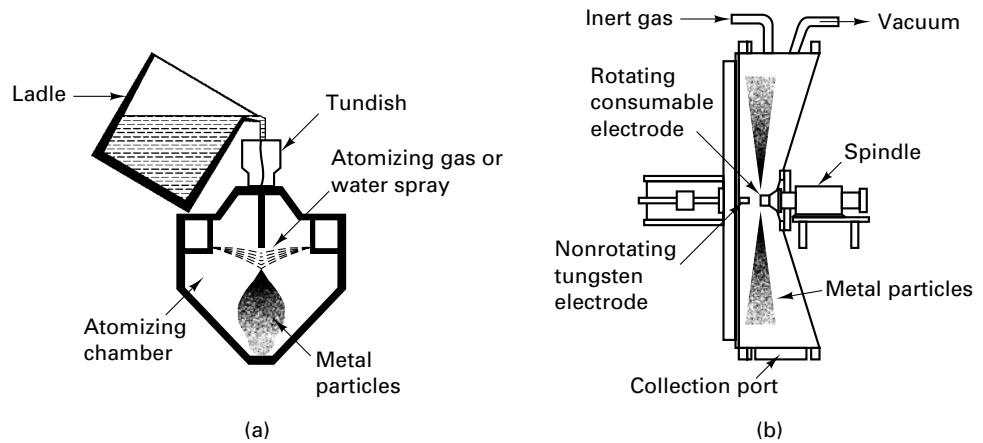 Ladle
Tundish
Atomizing gas or
water spray
Atomizing
chamber
Metal
particles
(a)
Inert gas
Vacuum
Rotating
consumable
electrode
Spindle
Nonrotating
tungsten
electrode
Metal particles
Collection port
(b)